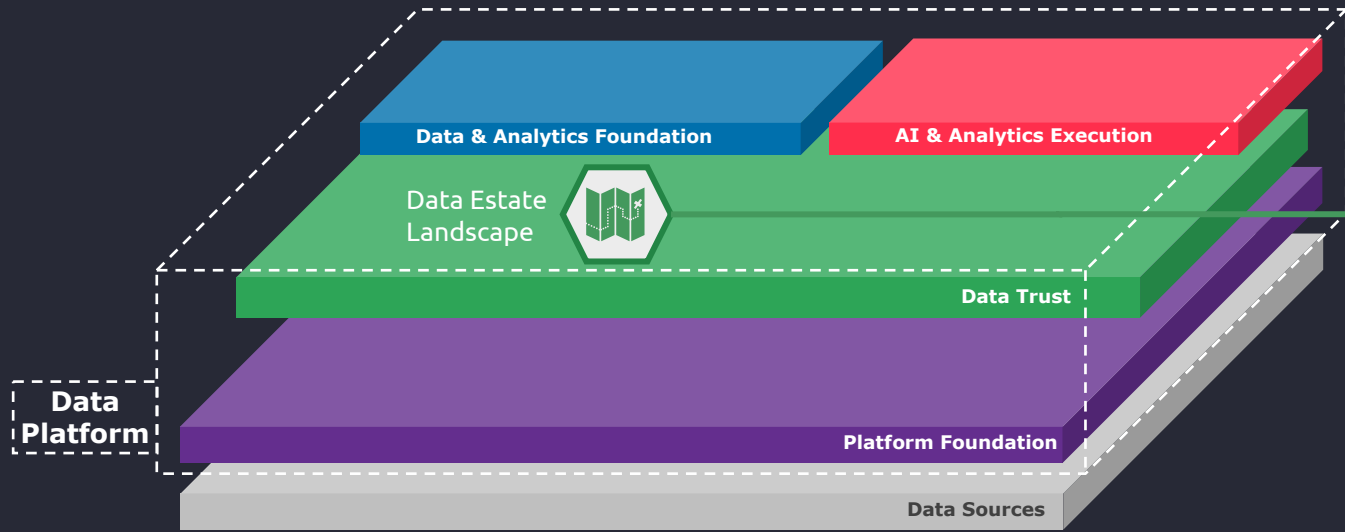 Data & Analytics Foundation
AI & Analytics Execution
Data Estate
Landscape
Data Trust
Data
Platform
Platform Foundation
Data Sources